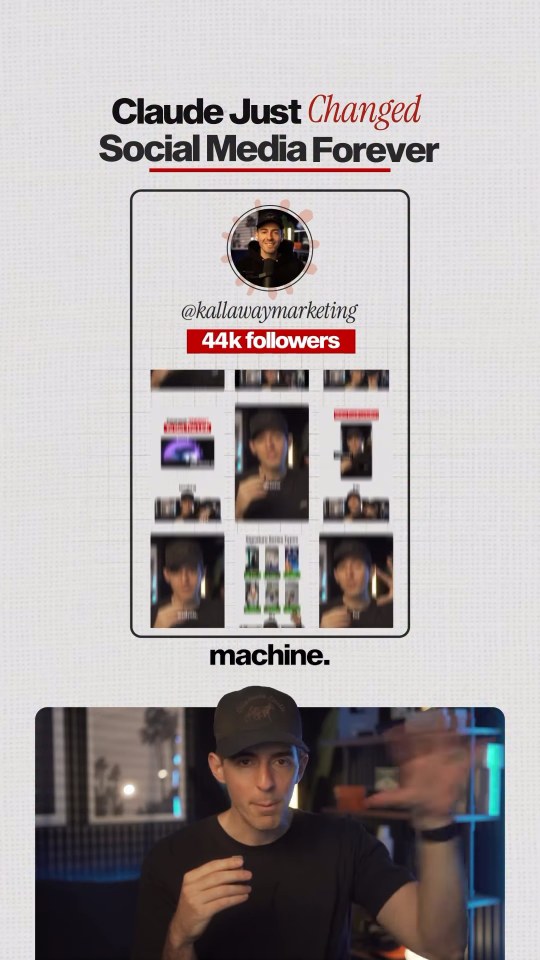 Claude Just Changed
Social Media Forever
@kallawaymarketing
44k followers
machine.